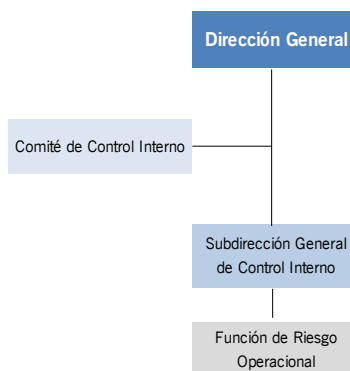 Dirección General
Comité de Control Interno
Subdirección General
de Control Interno
Función de Riesgo
Operacional